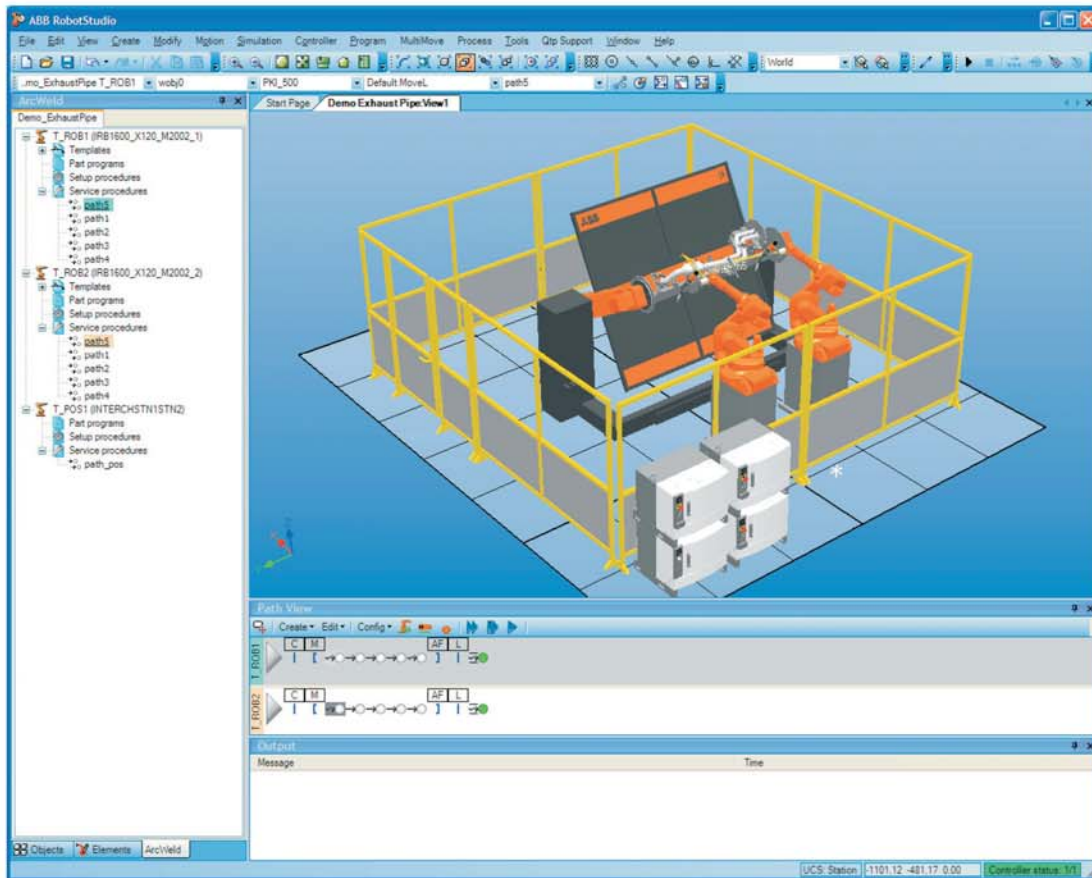 ABB RobotStudio
File Edit View Create Modify Motion Simulation Controller Program MultiMove Process Tools Qtp Support Window Help
World
..mo_ExhaustPipe T_ROB1 wobj0 PKI_500 Default MoveL path5
ArcWeld
Start Page Demo Exhaust Pipe:View1
Demo_ExhaustPipe
T_ROB1 (IRB1600_X120_M2002_1)
Templates
Part programs
Setup procedures
Service procedures
path5
path1
path2
path3
path4
T_ROB2 (IRB1600_X120_M2002_2)
Templates
Part programs
Setup procedures
Service procedures
path5
path1
path2
path3
path4
T_POS1 (INTERCHSTN1STN2)
Part programs
Setup procedures
Service procedures
path_pos
ABB
Path View
Create Edit Config
T_ROB1
C M AF L
T_ROB2
C M AF L
Output
Message Time
Objects Elements ArcWeld
UCS: Station -1101.12 -481.17 0.00 Controller status: 1/1